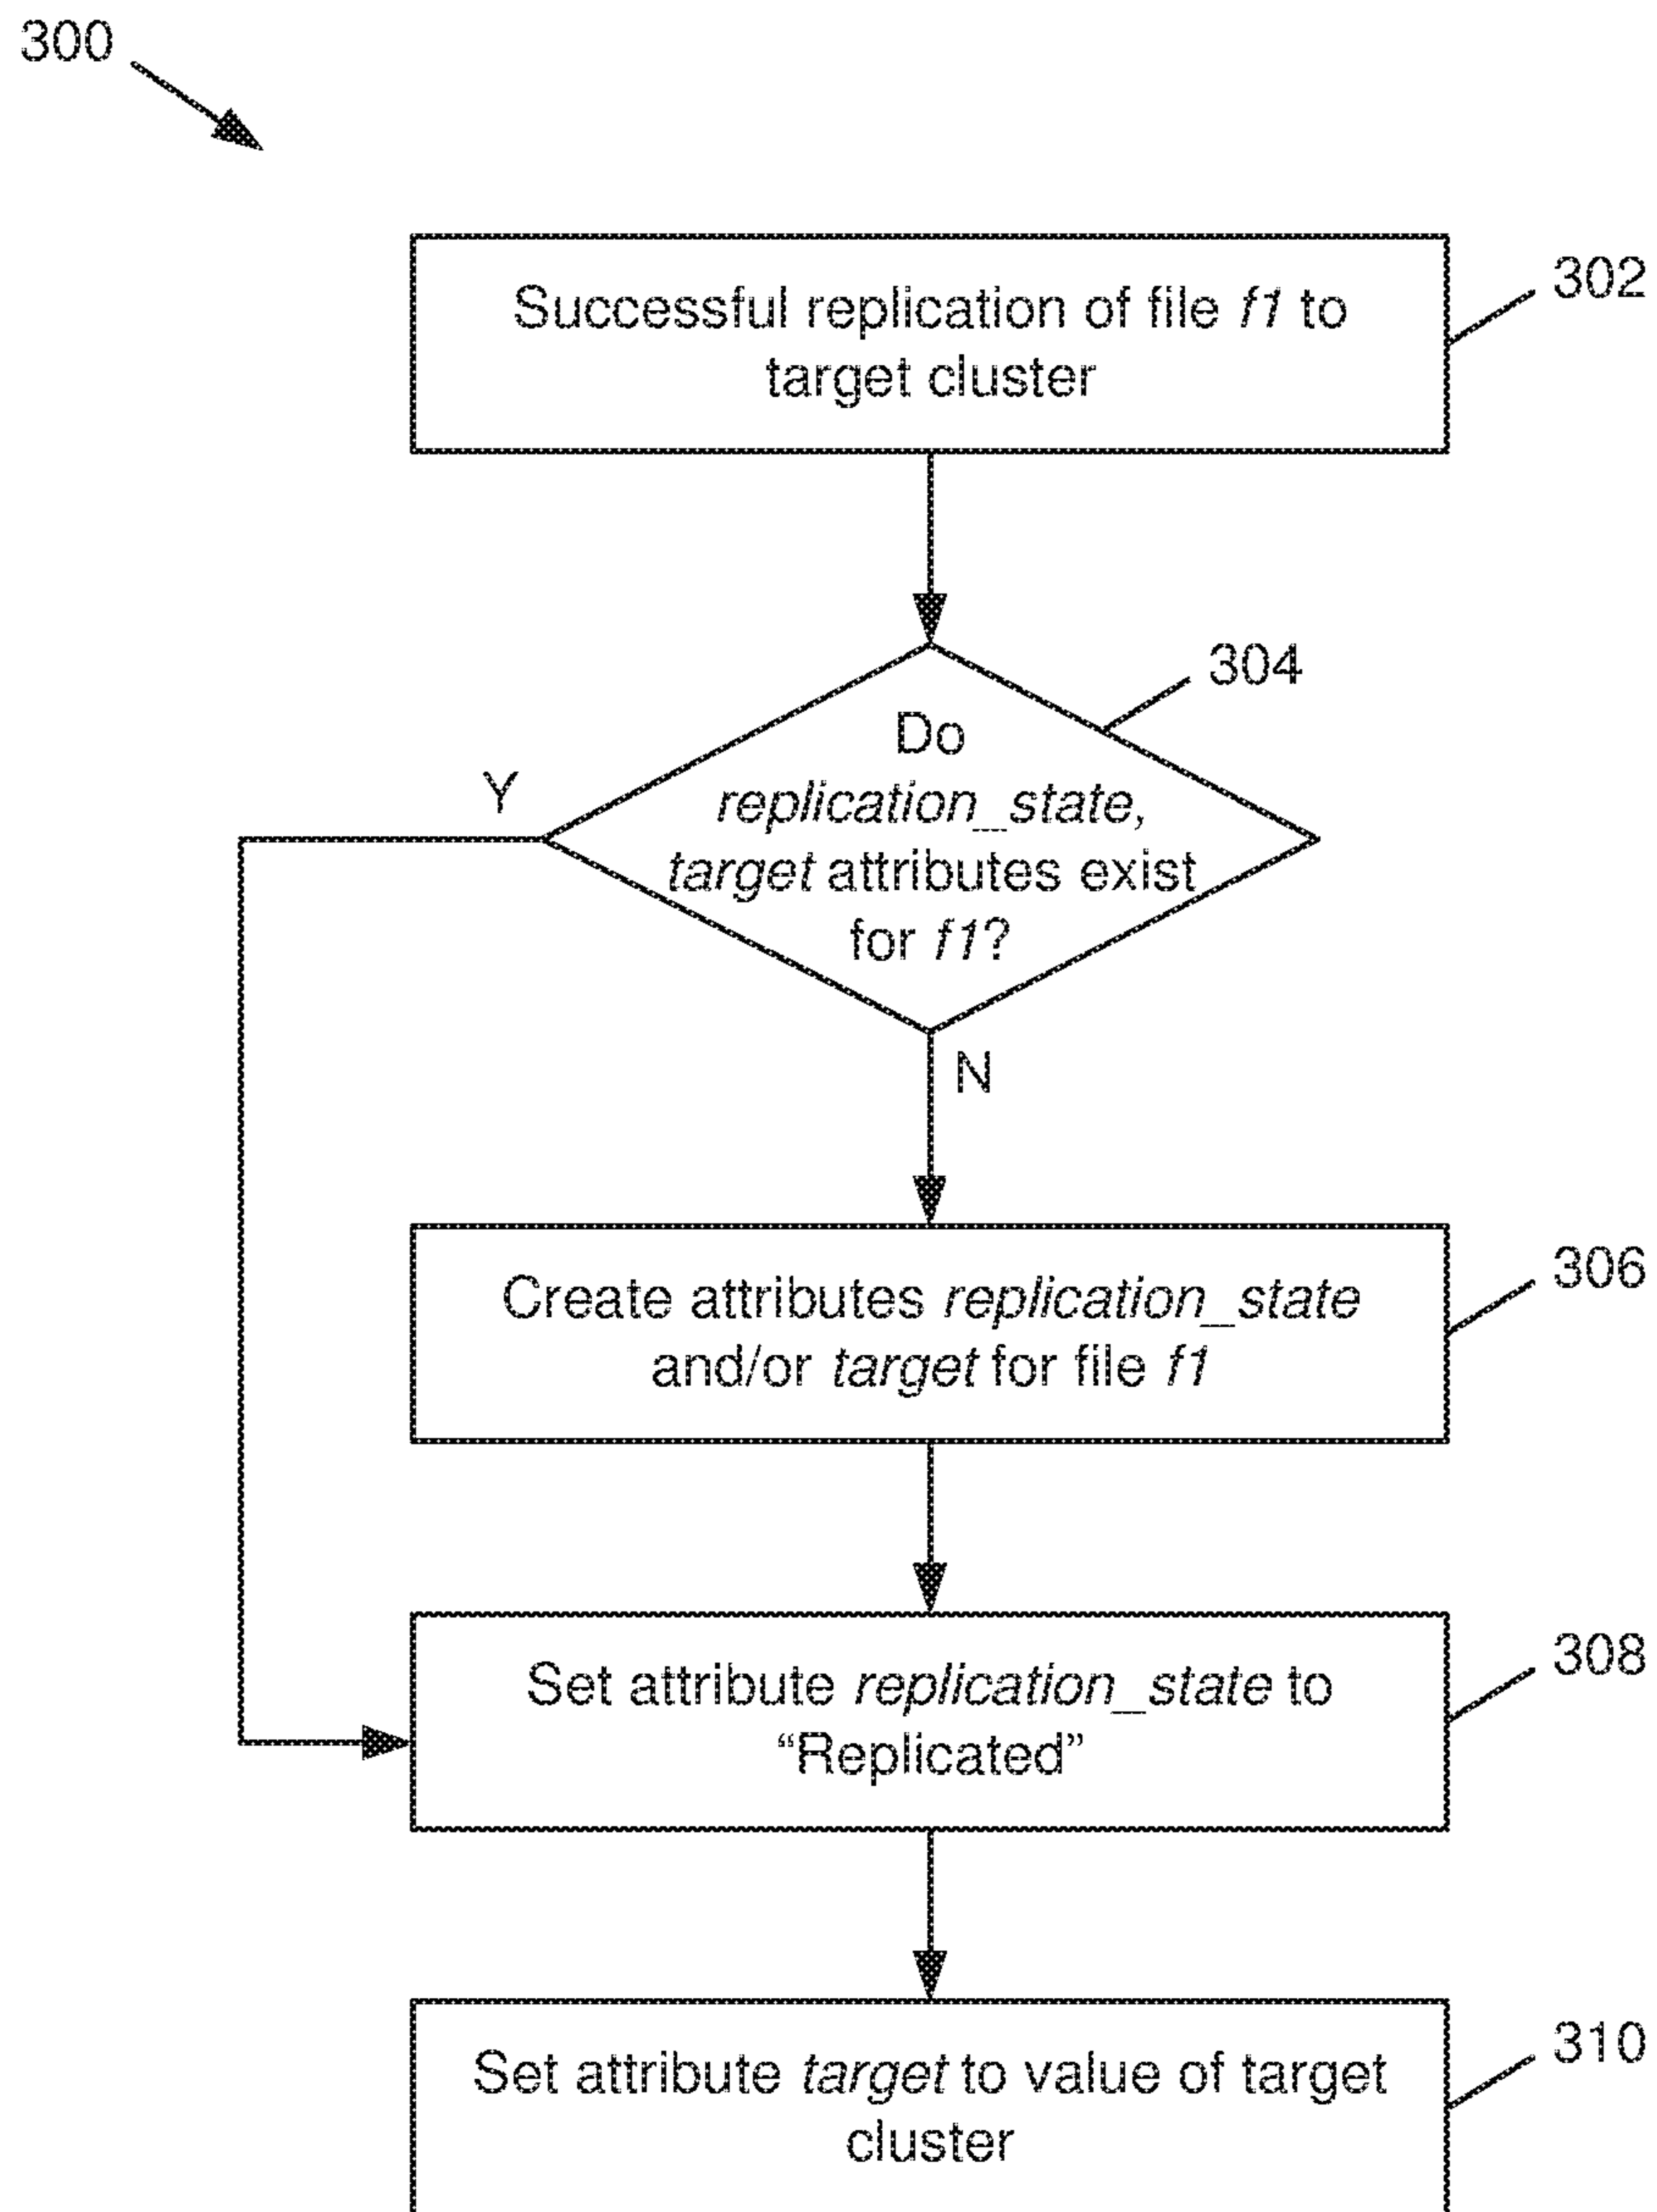 300
Successful replication of file f1 to
target cluster
302
304
Do
replication_state,
target attributes exist
for f1?
Y
N
Create attributes replication_state
and/or target for file f1
306
Set attribute replication_state to
“Replicated”
308
Set attribute target to value of target
cluster
310